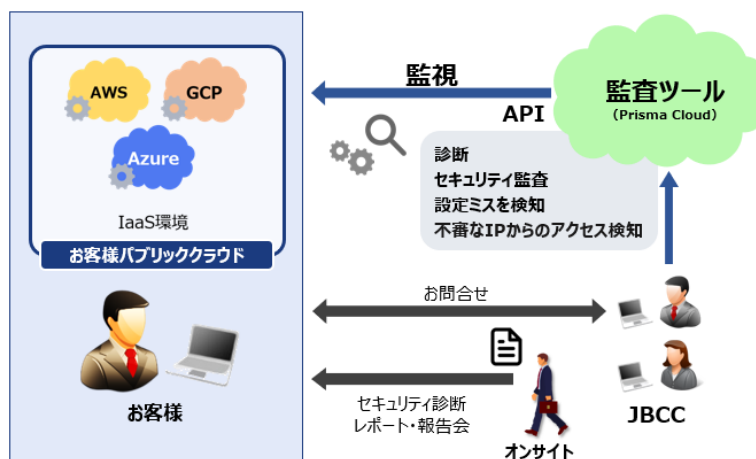 AWS
GCP
Azure
IaaS環境
お客様パブリッククラウド
お客様
監視
API
監査ツール
（Prisma Cloud）
診断
セキュリティ監査
設定ミスを検知
不審なIPからのアクセス検知
お問合せ
セキュリティ診断
レポート・報告会
オンサイト
JBCC